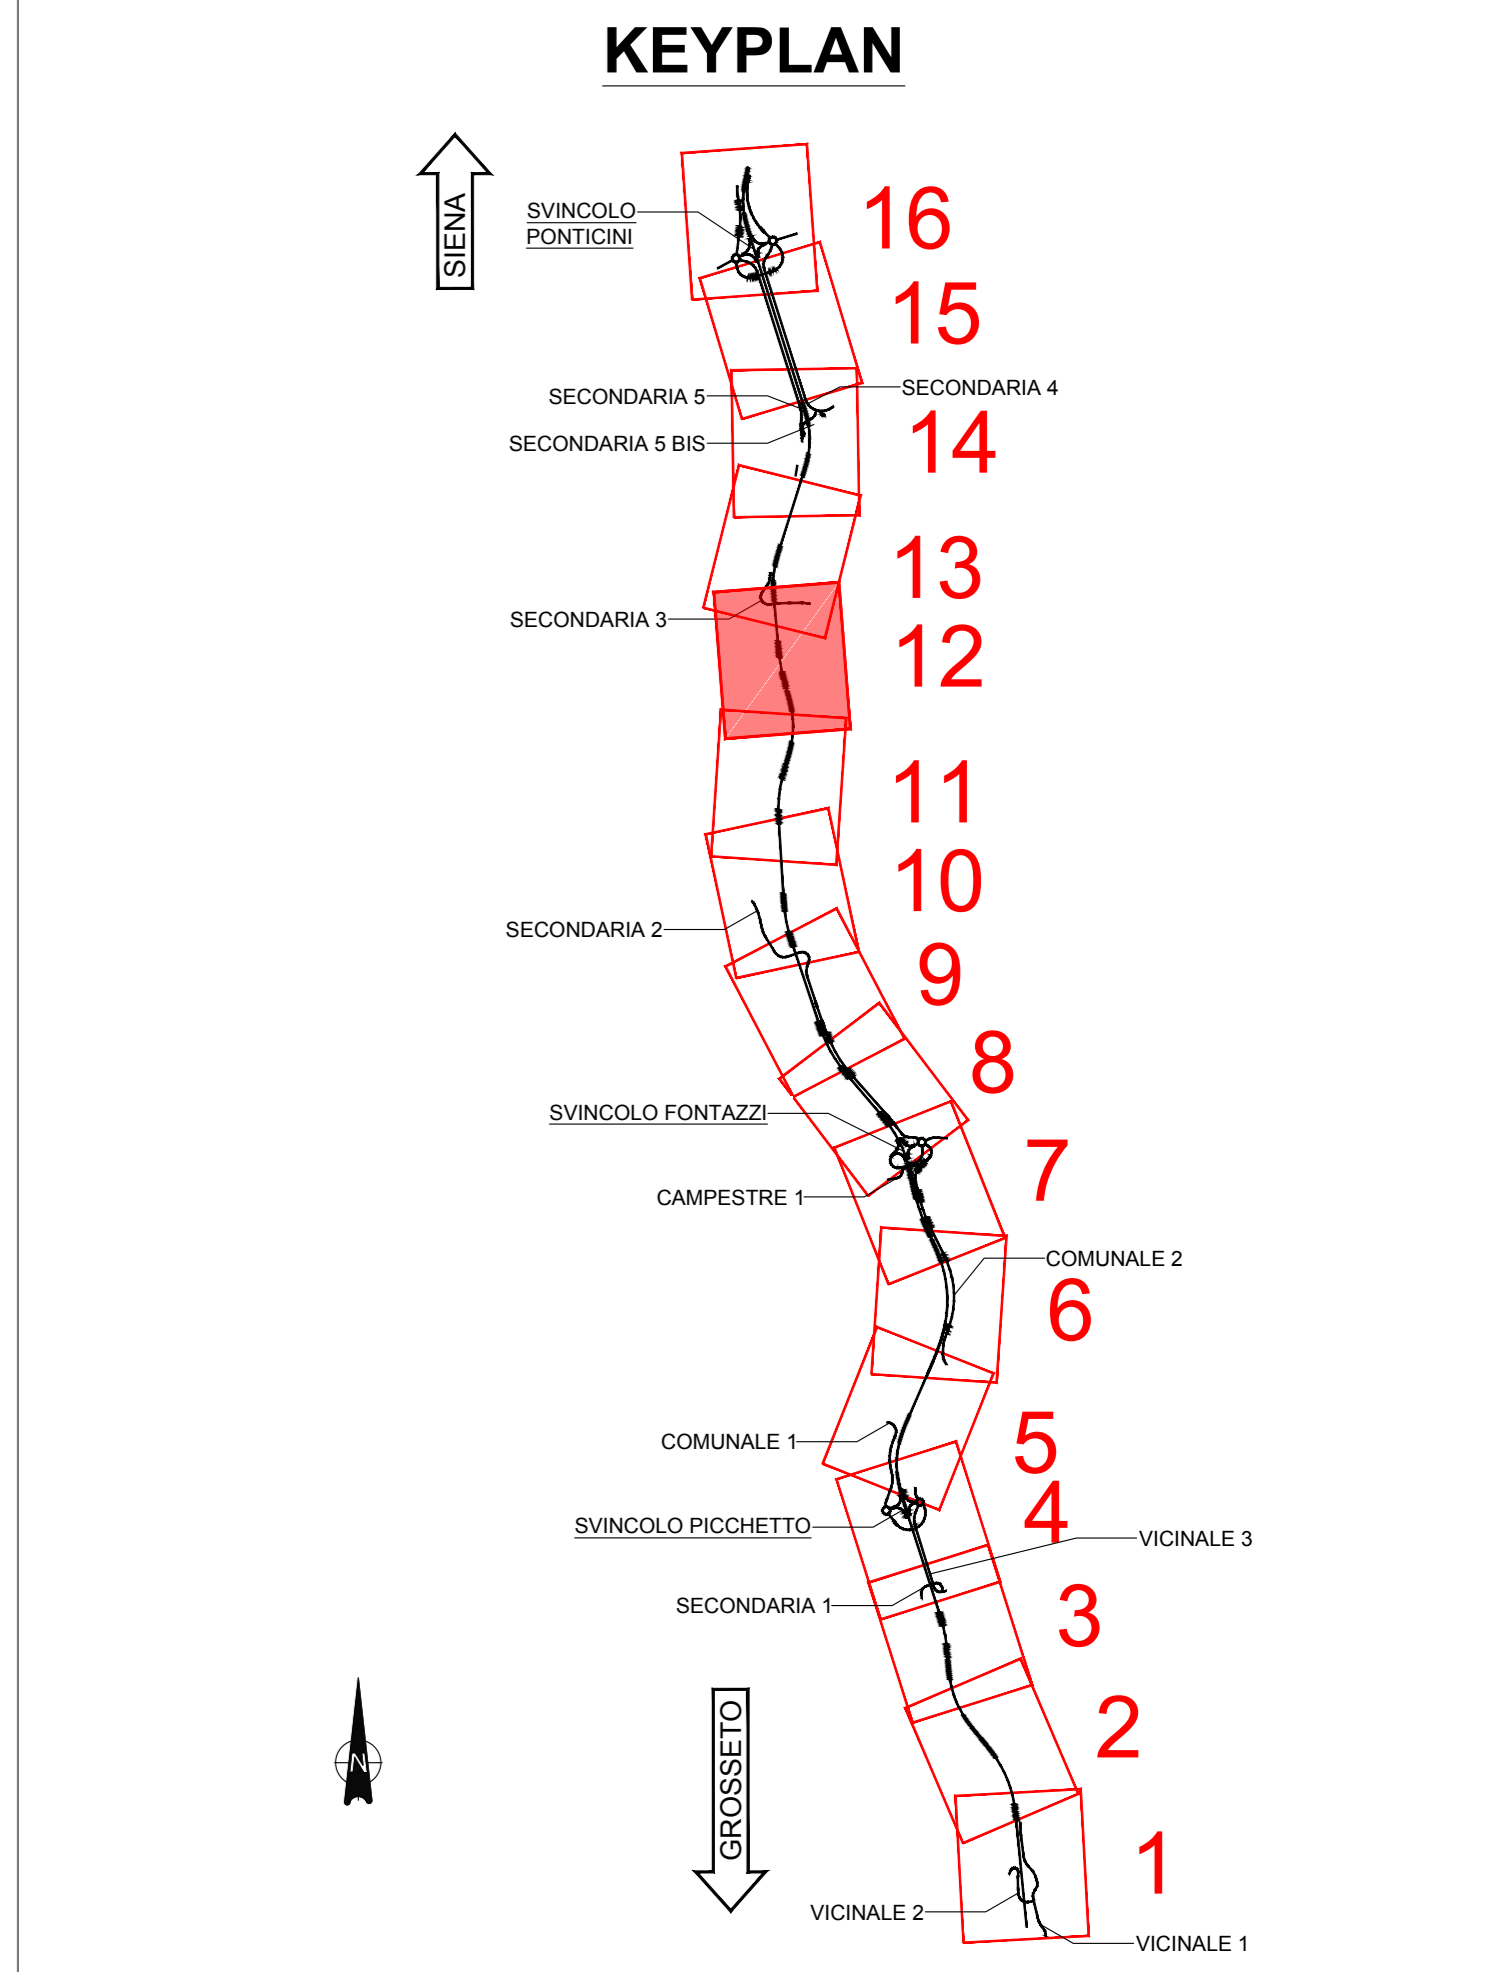 KEYPLAN
SIENA
SVINCOLO
PONTICINI
16
15
SECONDARIA 5
SECONDARIA 4
SECONDARIA 5 BIS
14
13
SECONDARIA 3
12
11
10
SECONDARIA 2
9
8
SVINCOLO FONTAZZI
7
CAMPESTRE 1
COMUNALE 2
6
COMUNALE 1
5
4
SVINCOLO PICCHETTO
VICINALE 3
SECONDARIA 1
3
2
GROSSETO
N
1
VICINALE 2
VICINALE 1